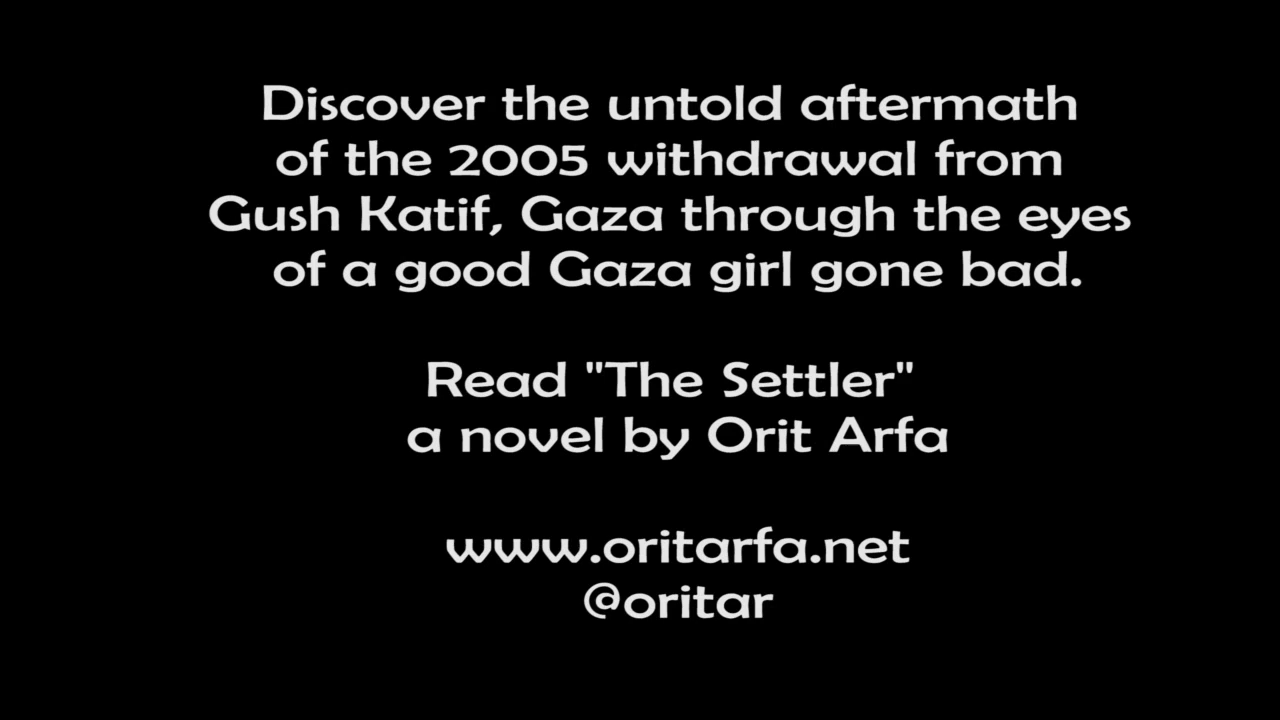 Discover the untold aftermath
of the 2005 withdrawal from
Gush Katif, Gaza through the eyes
of a good Gaza girl gone bad.
Read "The Settler"
a novel by Orit Arfa
www.oritarfa.net
@oritar